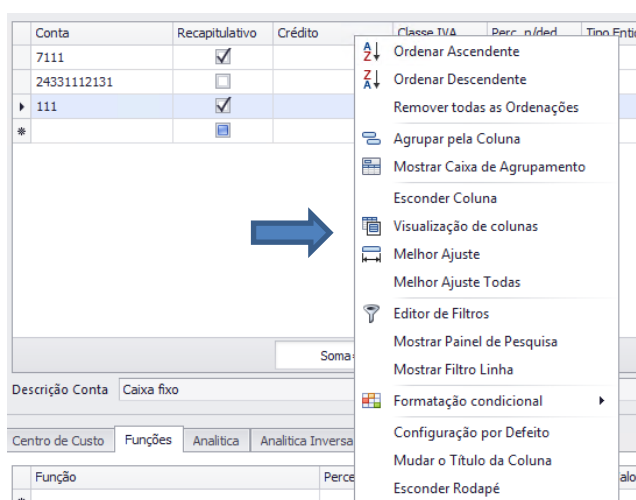 Conta Recapitulativo Crédito Classe IVA Perc. n/ded
7111
24331112131
111
Ordenar Ascendente
Ordenar Descendente
Remover todas as Ordenações
Agrupar pela Coluna
Mostrar Caixa de Agrupamento
Esconder Coluna
Visualização de colunas
Melhor Ajuste
Melhor Ajuste Todas
Editor de Filtros
Mostrar Painel de Pesquisa
Mostrar Filtro Linha
Formatação condicional
Configuração por Defeito
Mudar o Título da Coluna
Esconder Rodapé
Soma
Descrição Conta Caixa fixo
Centro de Custo Funções Analitica Analitica Inversa
Função